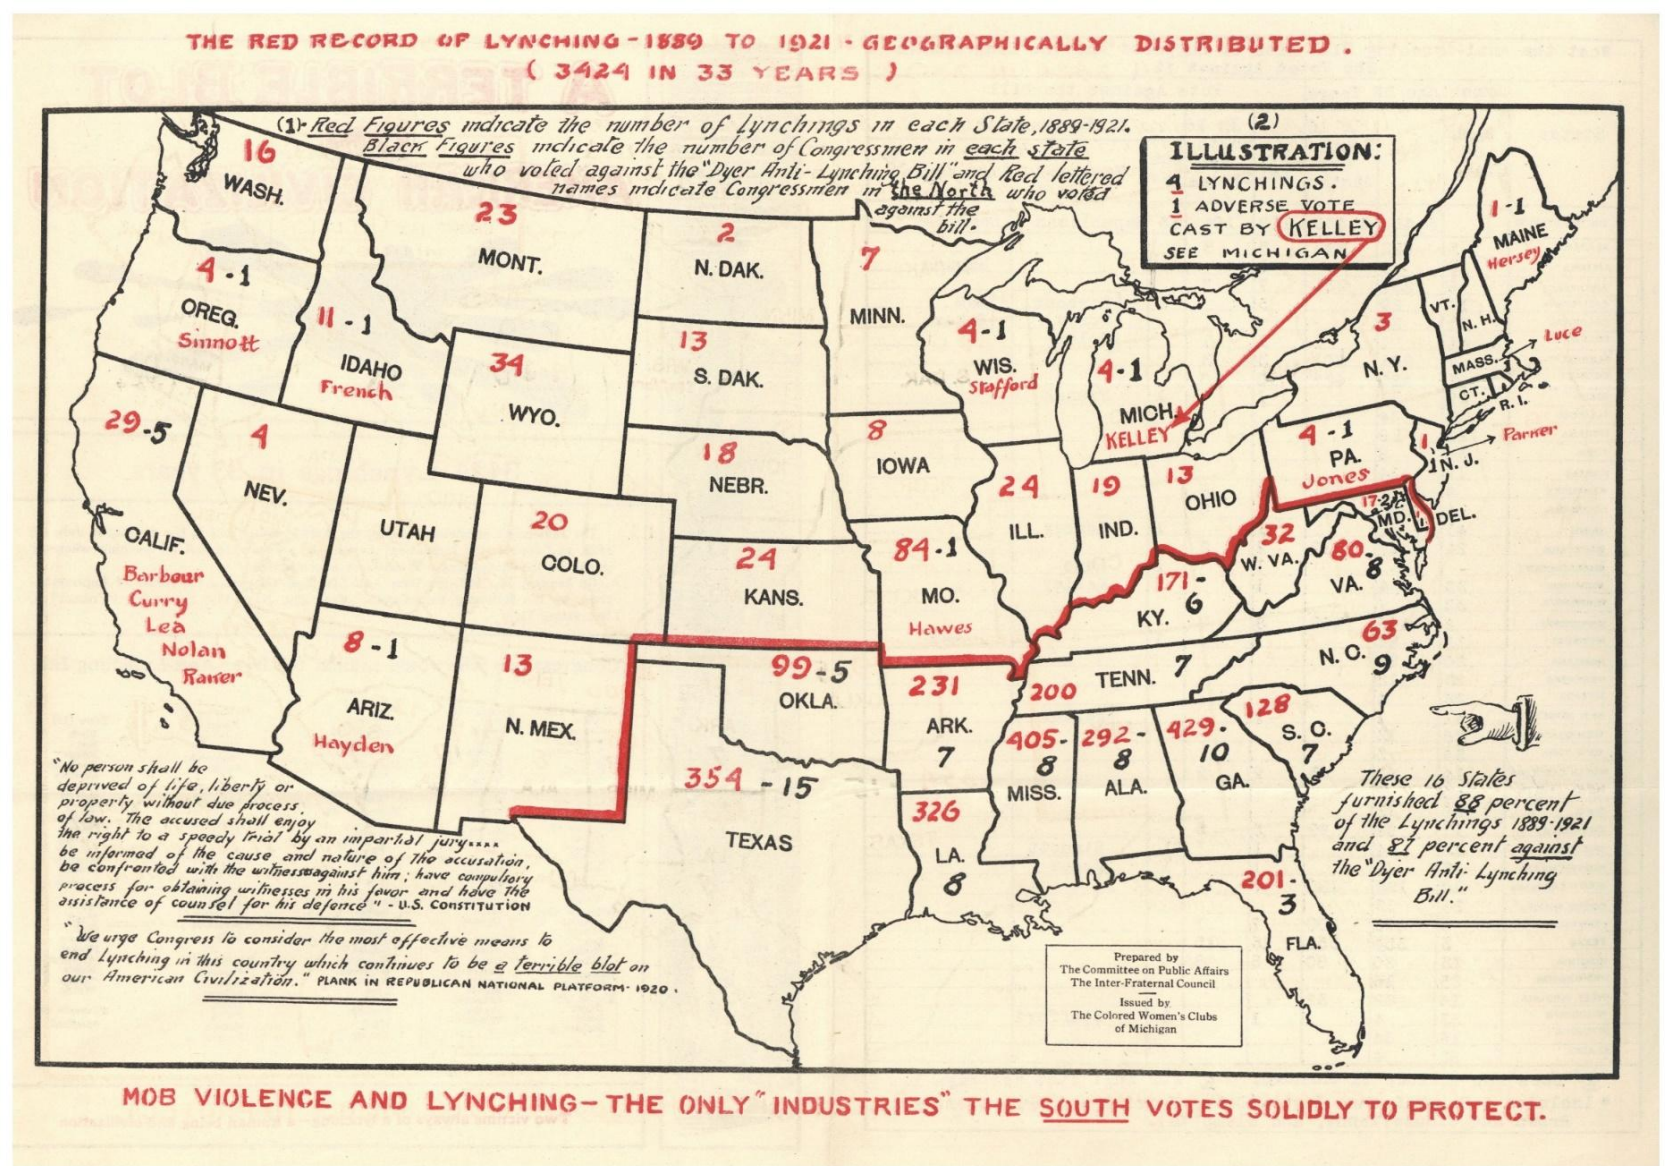 THE RED RECORD OF LYNCHING-1889 TO 1921 - GEOGRAPHICALLY DISTRIBUTED.
( 3424 IN 33 YEARS )
(1)- Red Figures indicate the number of lynchings in each State, 1889-1921.
Black Figures indicate the number of Congressmen in each state
who voted against the "Dyer Anti-Lynching Bill" and Red lettered
names indicate Congressmen in the North who voted
against the
bill.
(2)
ILLUSTRATION:
4 LYNCHINGS.
1 ADVERSE VOTE
CAST BY KELLEY
SEE MICHIGAN
16
WASH.
4-1
OREG.
Sinnott
11-1
IDAHO
French
23
MONT.
2
N. DAK.
13
S. DAK.
34
WYO.
7
MINN.
4-1
WIS.
Stafford
4-1
MICH.
KELLEY
3
N.Y.
VT.
N.H.
1-1
MAINE
Hersey
MASS.
Luce
CT.
R.I.
Parker
29-5
CALIF.
Barbour
Curry
Lea
Nolan
Raker
4
NEV.
UTAH
20
COLO.
18
NEBR.
24
KANS.
8
IOWA
84-1
MO.
Hawes
24
ILL.
19
IND.
13
OHIO
4-1
PA.
Jones
1
1 N.J.
17-2
MD.
1
DEL.
32
W. VA.
80-
8
VA.
171-
6
KY.
8-1
ARIZ.
Hayden
13
N. MEX.
99-5
OKLA.
231
ARK.
7
200
TENN. 7
63
N.C. 9
128
S.C.
7
405-
8
MISS.
292-
8
ALA.
429-
10
GA.
354 -15
TEXAS
326
LA.
8
201-
3
FLA.
"No person shall be
deprived of life, liberty or
property without due process
of law. The accused shall enjoy
the right to a speedy trial by an impartial jury....
be informed of the cause and nature of the accusation,
be confronted with the witness against him; have compulsory
process for obtaining witnesses in his favor and have the
assistance of counsel for his defence" - U.S. CONSTITUTION
"We urge Congress to consider the most effective means to
end Lynching in this country which continues to be a terrible blot on
our American Civilization." PLANK IN REPUBLICAN NATIONAL PLATFORM- 1920.
These 16 States
furnished 88 percent
of the Lynchings 1889-1921
and 87 percent against
the "Dyer Anti-Lynching
Bill."
Prepared by
The Committee on Public Affairs
The Inter-Fraternal Council
Issued by
The Colored Women's Clubs
of Michigan
MOB VIOLENCE AND LYNCHING-THE ONLY "INDUSTRIES" THE SOUTH VOTES SOLIDLY TO PROTECT.